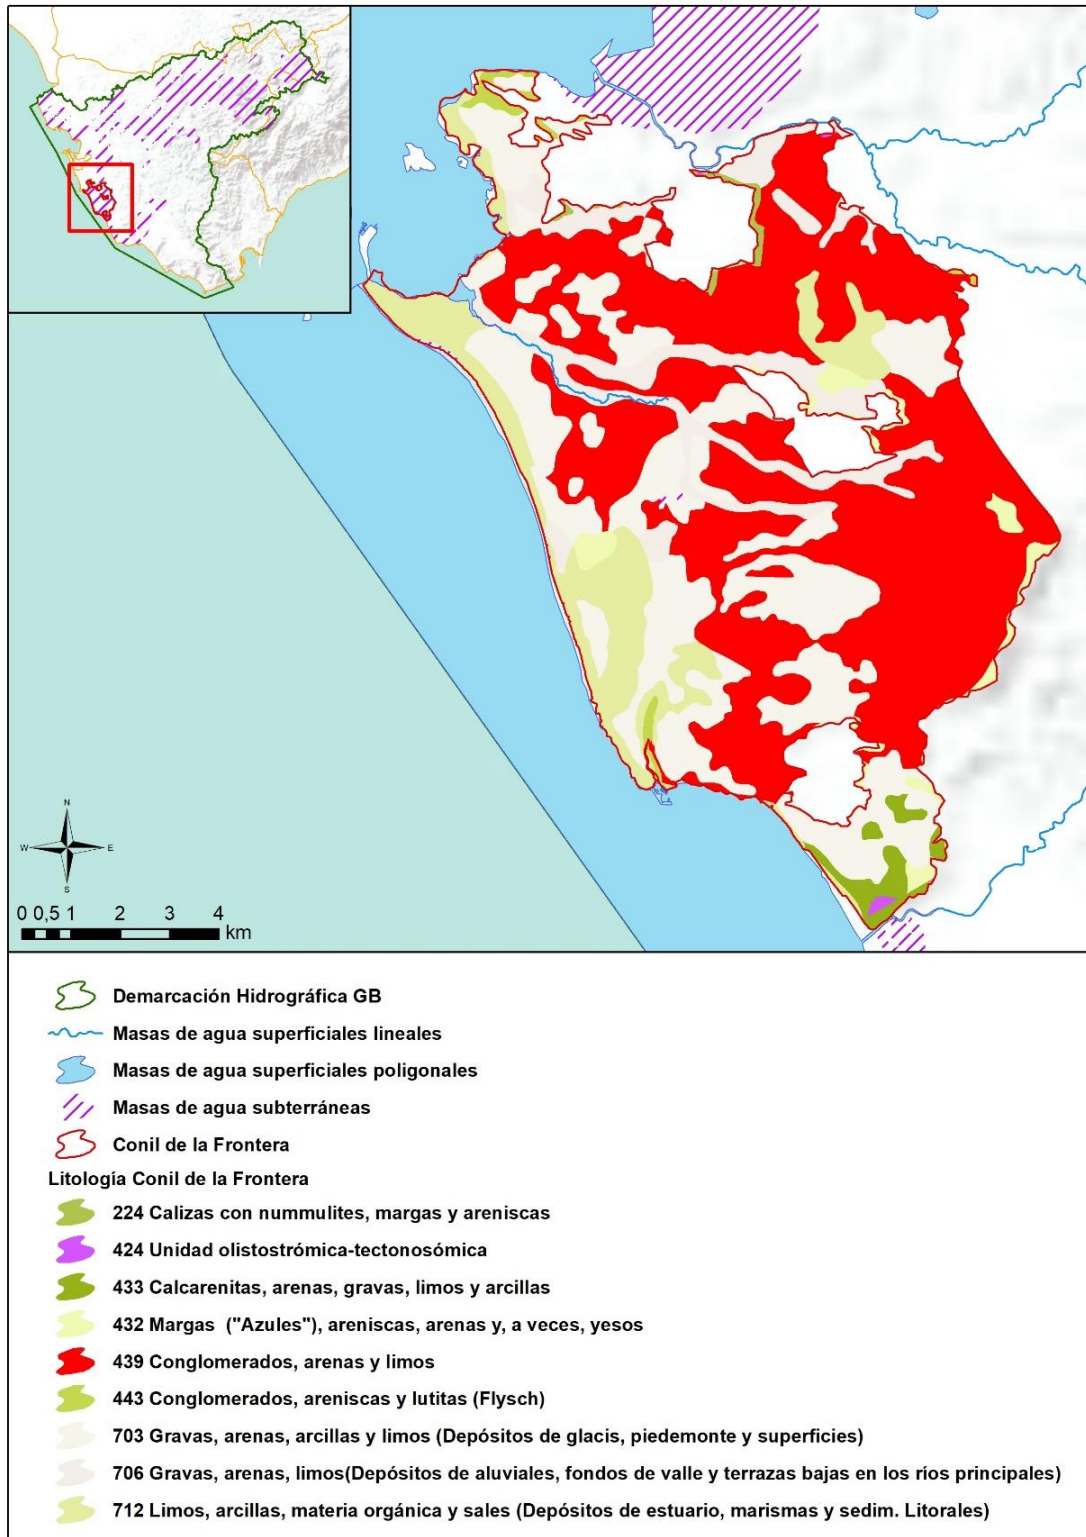 N
W E
S
0 0,5 1 2 3 4
km
Demarcación Hidrográfica GB
Masas de agua superficiales lineales
Masas de agua superficiales poligonales
Masas de agua subterráneas
Conil de la Frontera
Litología Conil de la Frontera
224 Calizas con nummulites, margas y areniscas
424 Unidad olistostrómica-tectonosómica
433 Calcarenitas, arenas, gravas, limos y arcillas
432 Margas ("Azules"), areniscas, arenas y, a veces, yesos
439 Conglomerados, arenas y limos
443 Conglomerados, areniscas y lutitas (Flysch)
703 Gravas, arenas, arcillas y limos (Depósitos de glacis, piedemonte y superficies)
706 Gravas, arenas, limos(Depósitos de aluviales, fondos de valle y terrazas bajas en los ríos principales)
712 Limos, arcillas, materia orgánica y sales (Depósitos de estuario, marismas y sedim. Litorales)